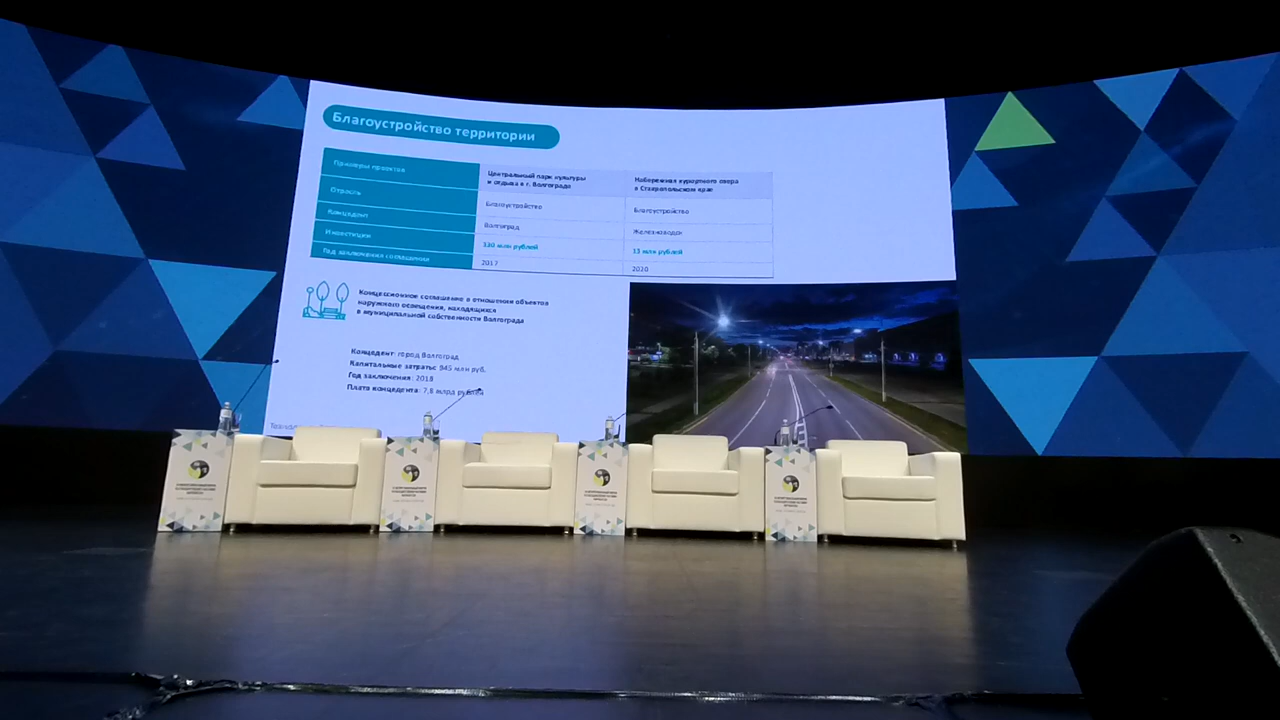 Благоустройство территории
Примеры проектов
Центральный парк культуры
и отдыха в г. Волгограда
Набережная курортного озера
в Ставропольском крае
Отрасль
Благоустройство
Благоустройство
Концедент
Волгоград
Железноводск
Инвестиции
130 млн рублей
13 млн рублей
Год заключения соглашения
2017
2020
Концессионное соглашение в отношении объектов
наружного освещения, находящихся
в муниципальной собственности Волгограда
Концедент: город Волгоград
Капитальные затраты: 945 млн руб.
Год заключения: 2018
Плата концедента: 7,8 млрд рублей